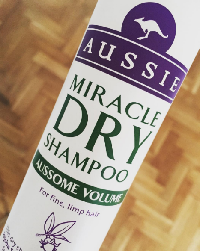 AUSSIE
MIRACLE
DRY
SHAMPOO
AUSSOME VOLUME
For fine, limp hair